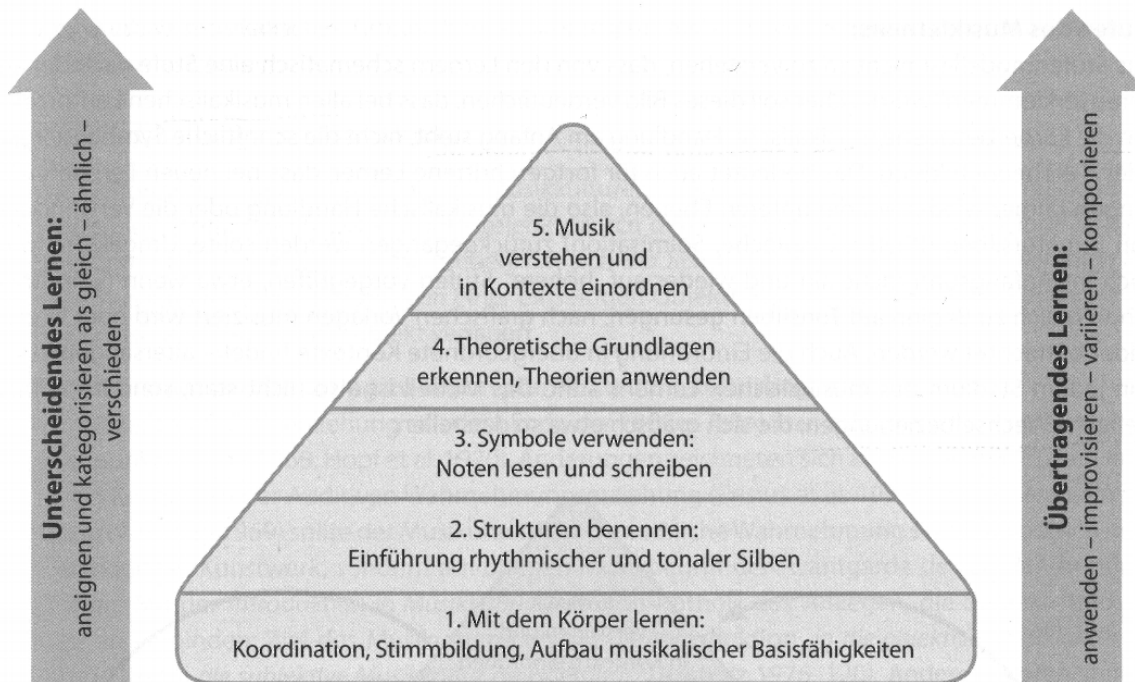 Unterscheidendes Lernen:
aneignen und kategorisieren als gleich – ähnlich –
verschieden
5. Musik
verstehen und
in Kontexte einordnen
4. Theoretische Grundlagen
erkennen, Theorien anwenden
3. Symbole verwenden:
Noten lesen und schreiben
2. Strukturen benennen:
Einführung rhythmischer und tonaler Silben
1. Mit dem Körper lernen:
Koordination, Stimmbildung, Aufbau musikalischer Basisfähigkeiten
Übertragendes Lernen:
anwenden – improvisieren – variieren – komponieren